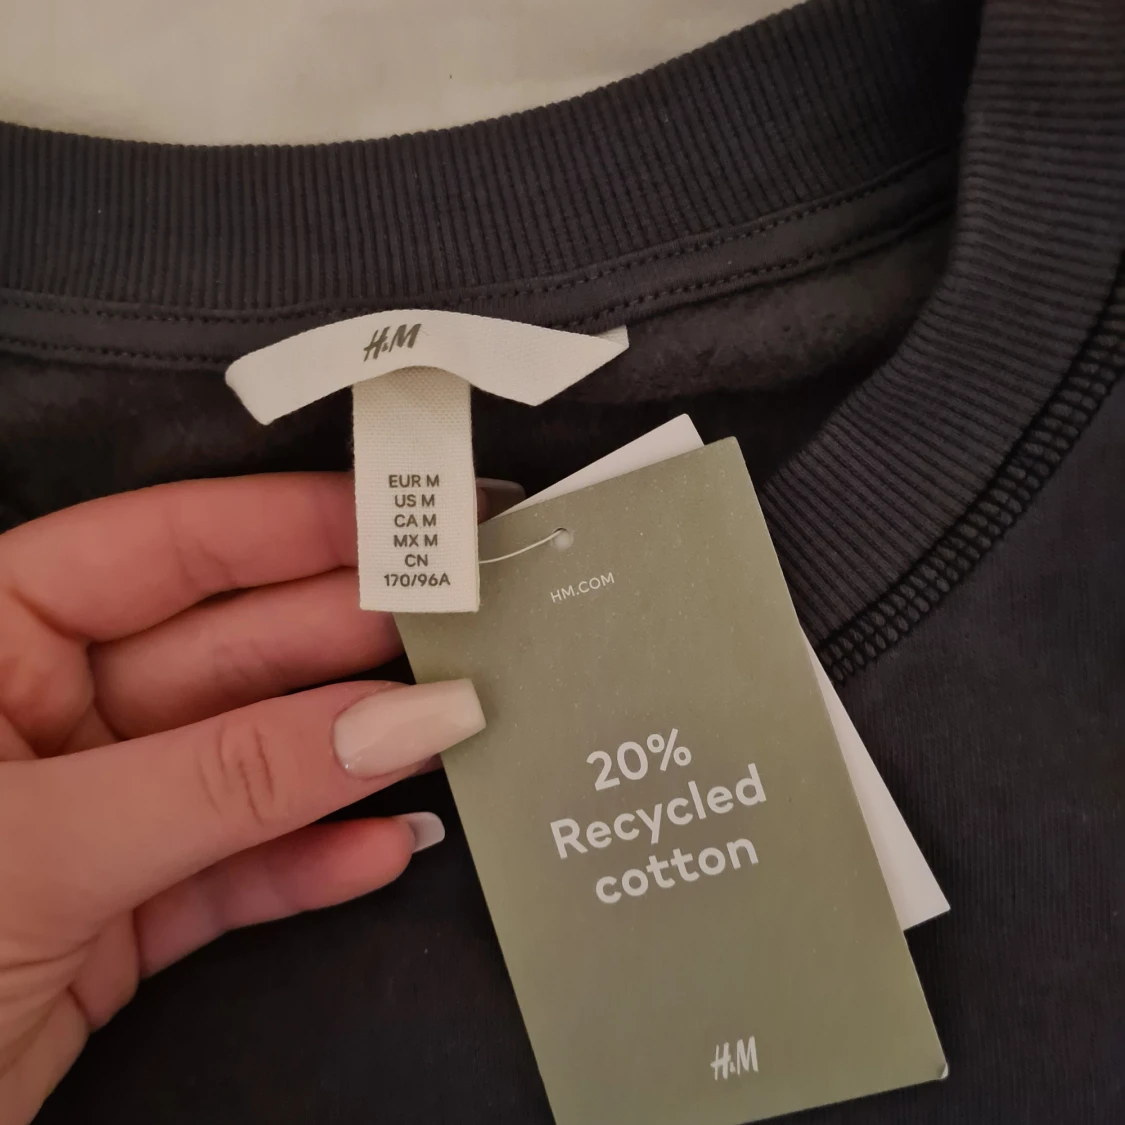 H&M
EUR M
US M
CA M
MX M
CN
170/96A
HM.COM
20%
Recycled
cotton
H&M